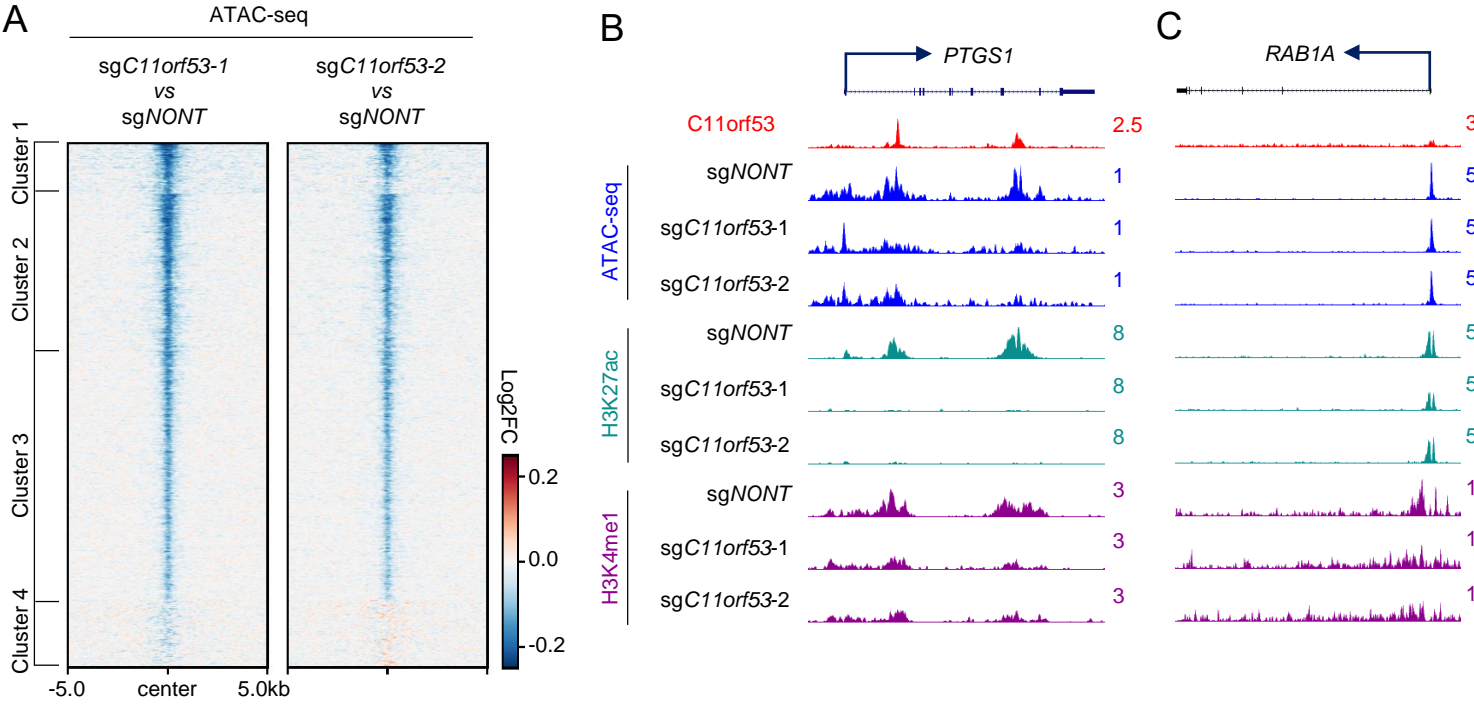 A
ATAC-seq
sgC11orf53-1
vs
sgNONT
sgC11orf53-2
vs
sgNONT
Cluster 1
Cluster 2
Cluster 3
Cluster 4
-5.0
center
5.0kb
Log2FC
0.2
0.0
-0.2
B
PTGS1
C11orf53
2.5
ATAC-seq
sgNONT
1
sgC11orf53-1
1
sgC11orf53-2
1
H3K27ac
sgNONT
8
sgC11orf53-1
8
sgC11orf53-2
8
H3K4me1
sgNONT
3
sgC11orf53-1
3
sgC11orf53-2
3
C
RAB1A
3
5
5
5
5
5
5
1
1
1